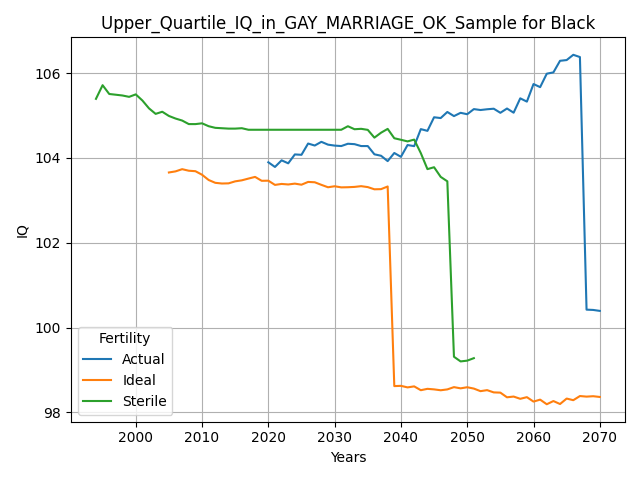 Upper_Quartile_IQ_in_GAY_MARRIAGE_OK_Sample for Black
IQ
106
104
102
100
98
Fertility
Actual
Ideal
Sterile
2000 2010 2020 2030 2040 2050 2060 2070
Years